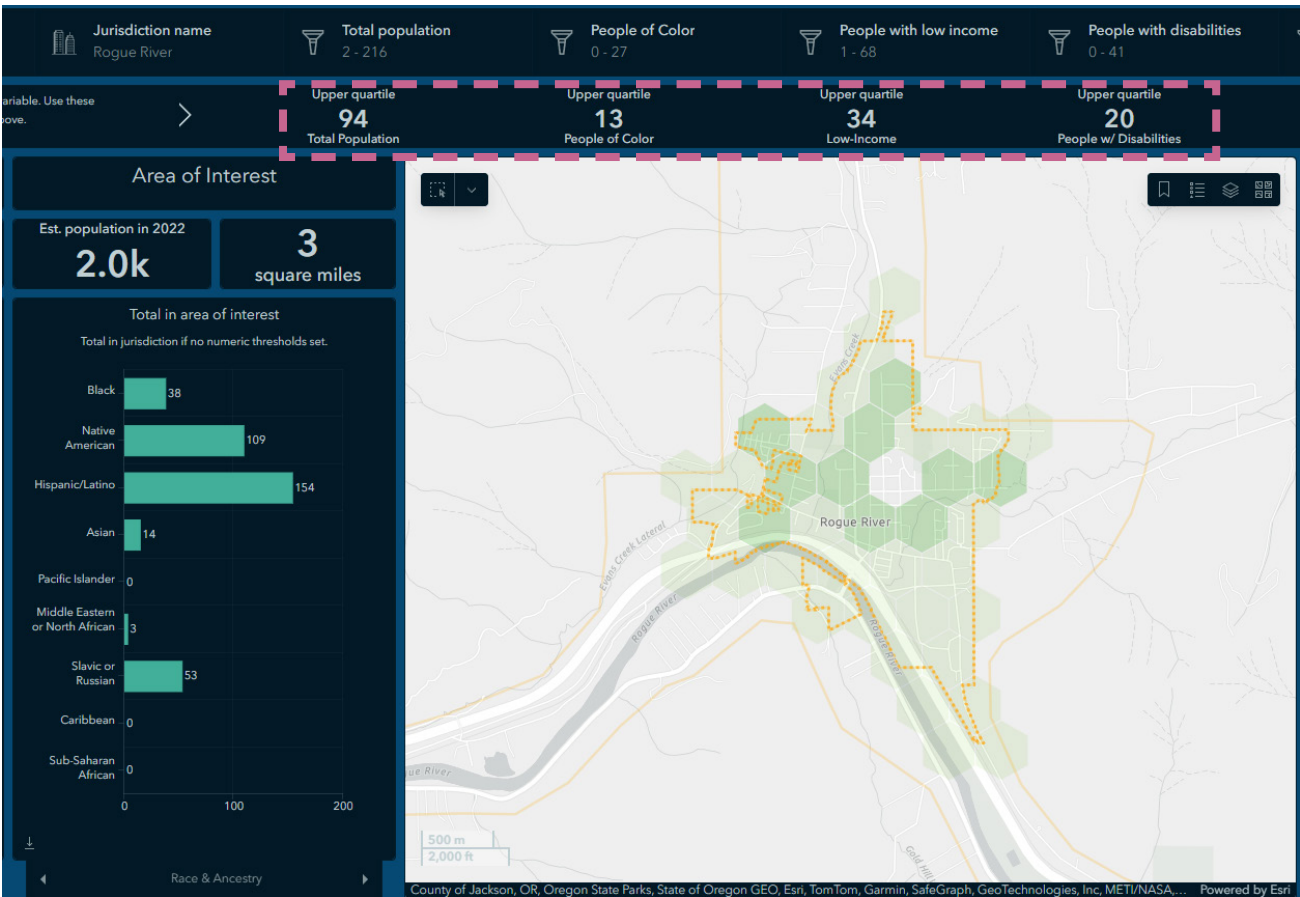 Jurisdiction name
Rogue River
Total population
2 - 216
People of Color
0 - 27
People with low income
1 - 68
People with disabilities
0 - 41
ariable. Use these
bove.
Upper quartile
94
Total Population
Upper quartile
13
People of Color
Upper quartile
34
Low-Income
Upper quartile
20
People w/ Disabilities
Area of Interest
Est. population in 2022
2.0k
3
square miles
Total in area of interest
Total in jurisdiction if no numeric thresholds set.
Black
38
Native
American
109
Hispanic/Latino
154
Asian
14
Pacific Islander
0
Middle Eastern
or North African
3
Slavic or
Russian
53
Caribbean
0
Sub-Saharan
African
0
0
100
200
Race & Ancestry
Evans Creek
Rogue River
Evans Creek Lateral
Rogue River
Rogue River
ue River
Gold Hill
500 m
2,000 ft
County of Jackson, OR, Oregon State Parks, State of Oregon GEO, Esri, TomTom, Garmin, SafeGraph, GeoTechnologies, Inc, METI/NASA,...
Powered by Esri